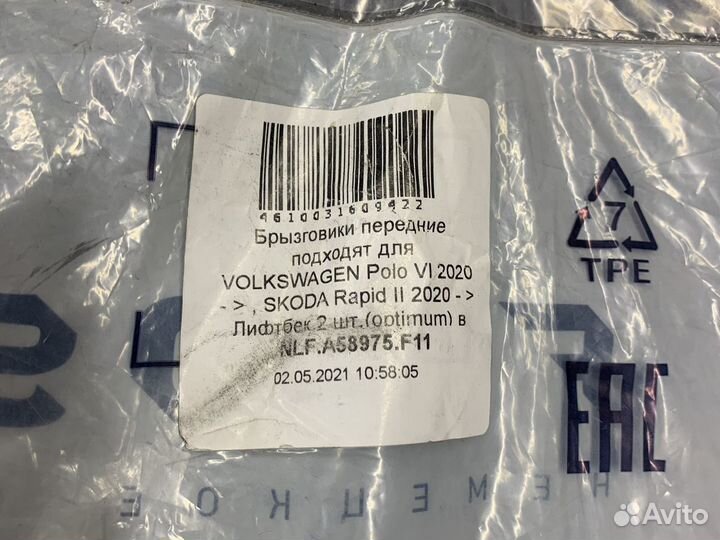 4610031609422
Брызговики передние
подходят для
VOLKSWAGEN Polo VI 2020
- > , SKODA Rapid II 2020 - >
Лифтбек 2 шт.(optimum) в
NLF.A58975.F11
02.05.2021 10:58:05
7
TPE
EAC
НЕМЕЦКОЕ
Avito